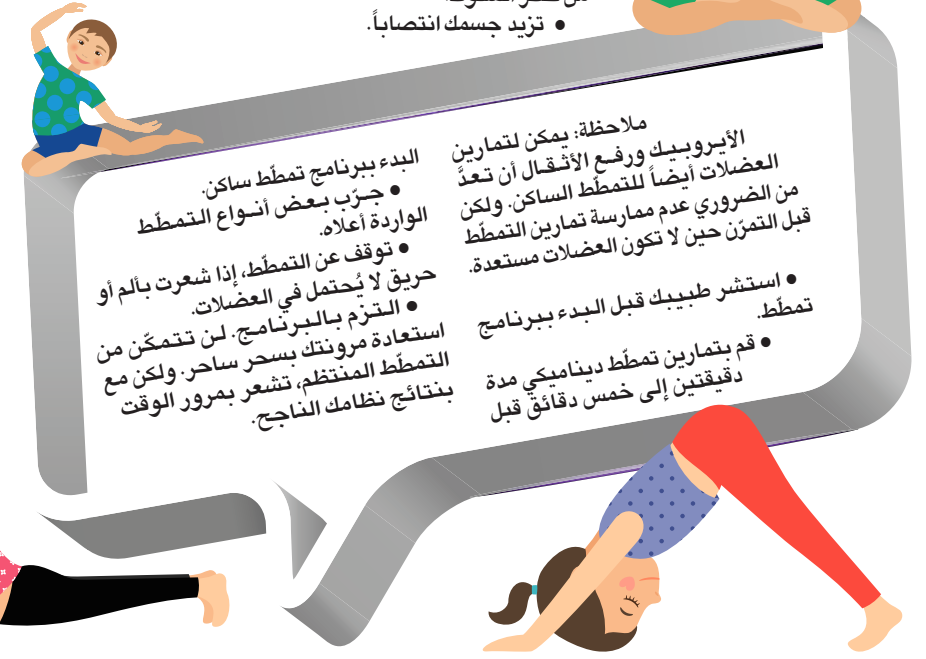 تزيد جسمك انتصاباً. •
ملاحظة: يمكن لتمارين
الأيروبيك ورفع الأثقال أن تعدَّ
العضلات أيضاً للتمطّط الساكن. ولكن
من الضروري عدم ممارسة تمارين التمطّط
قبل التمرّن حين لا تكون العضلات مستعدة.
• استشر طبيبك قبل البدء ببرنامج
تمطّط.
• قم بتمارين تمطّط ديناميكي مدة
دقيقتين إلى خمس دقائق قبل
البدء ببرنامج تمطّط ساكن.
• جرّب بعض أنواع التمطّط
الواردة أعلاه.
• توقف عن التمطّط، إذا شعرت بألم أو
حريق لا يُحتمل في العضلات.
• التزم بالبرنامج. لن تتمكّن من
استعادة مرونتك بسحر ساحر. ولكن مع
التمطّط المنتظم، تشعر بمرور الوقت
بنتائج نظامك الناجح.